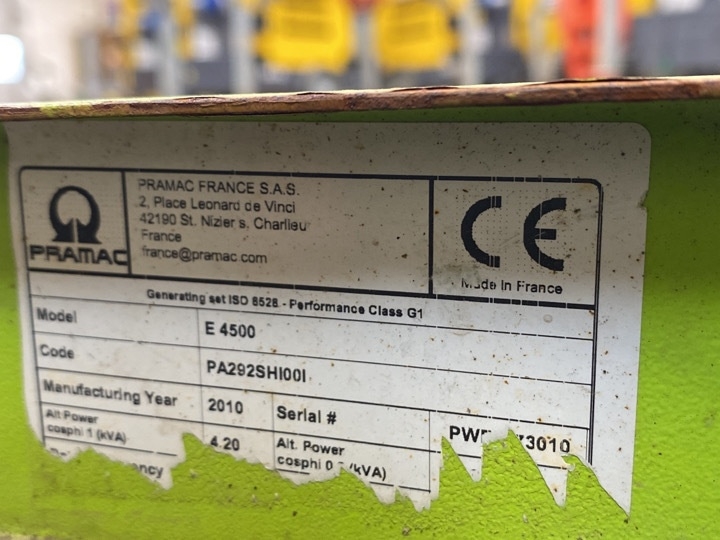 PRAMAC
PRAMAC FRANCE S.A.S.
2, Place Leonard de Vinci
42190 St. Nizier s. Charlieu
France
france@pramac.com
CE
Made in France
Generating set ISO 8528 - Performance Class G1
Model E 4500
Code PA292SHI00I
Manufacturing Year 2010 Serial # 3010
Alt Power 4.20 Alt. Power
cosphi 1 (kVA) cosphi (kVA)